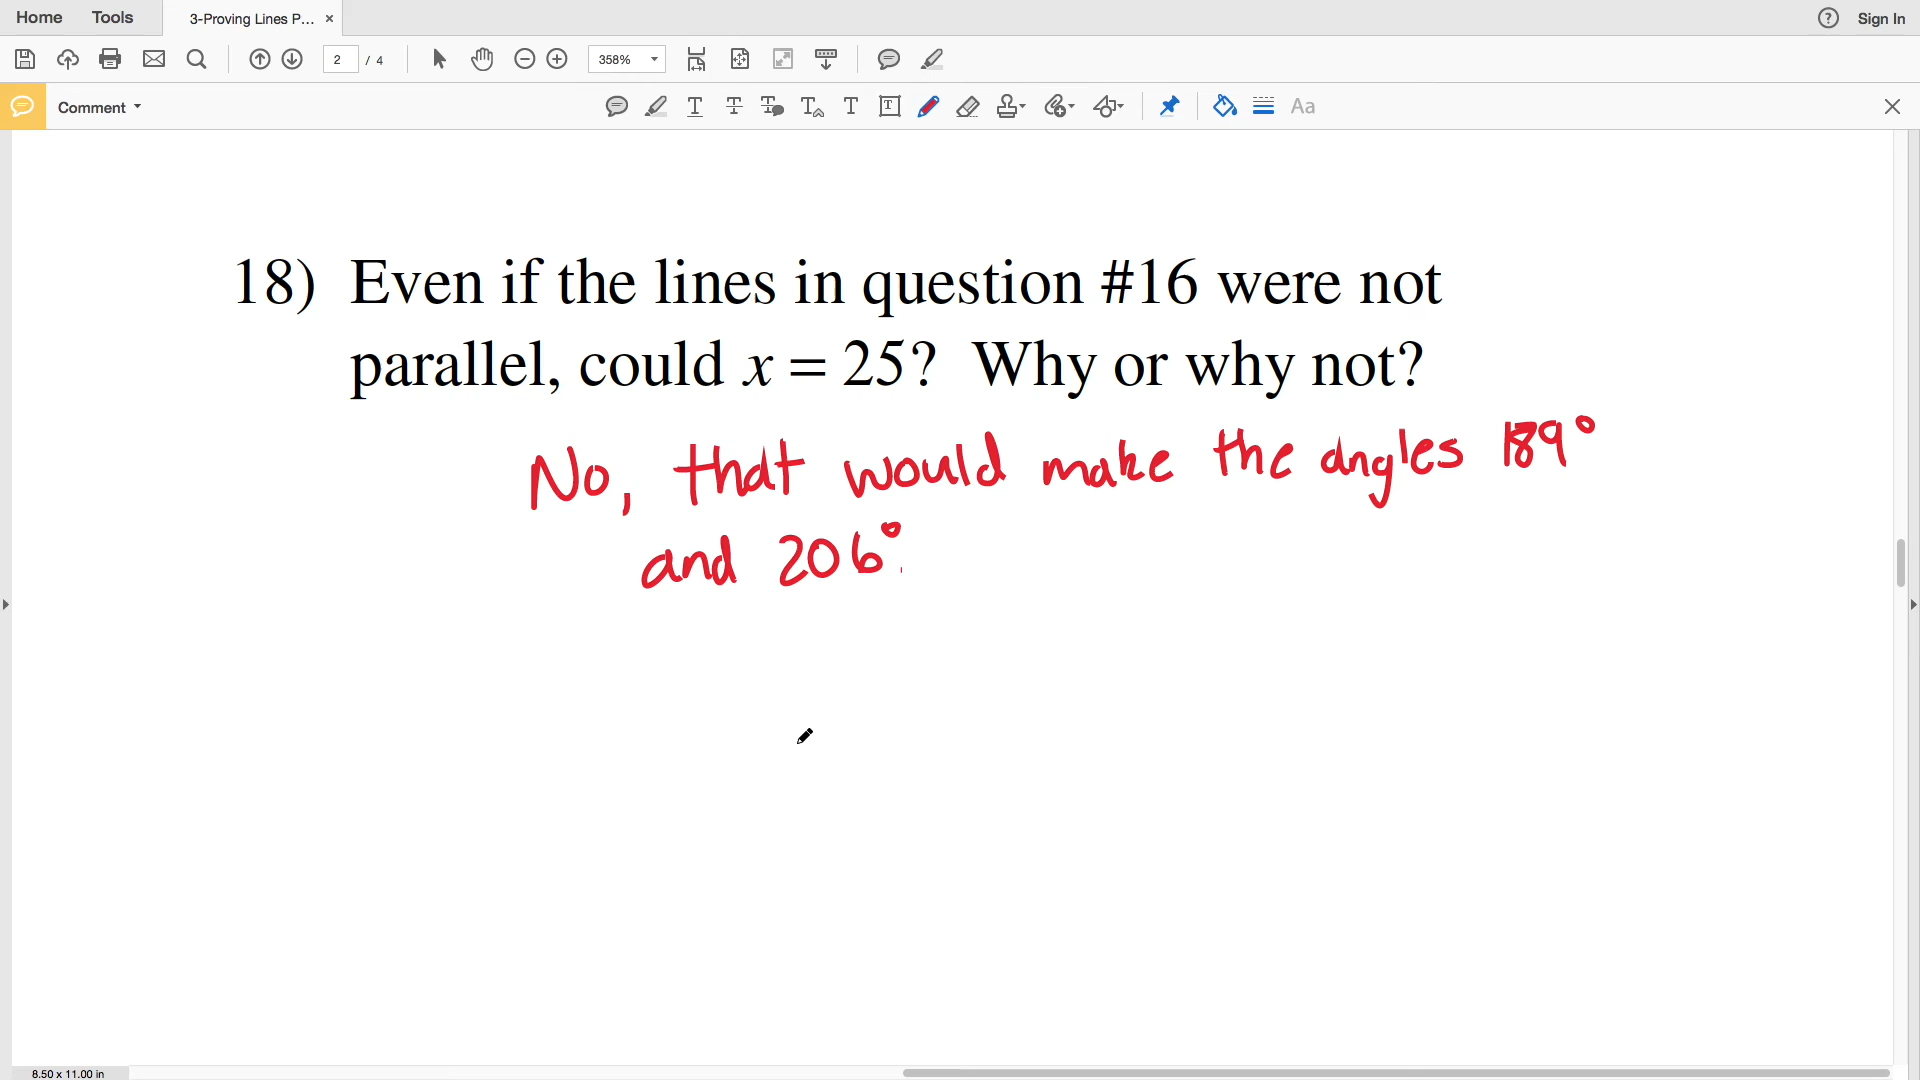 Home Tools 3-Proving Lines P... × ? Sign In
2 / 4 358%
Comment T T T T T T Aa
18) Even if the lines in question #16 were not
parallel, could x = 25? Why or why not?
No, that would make the angles 189°
and 206°.
8.50 x 11.00 in